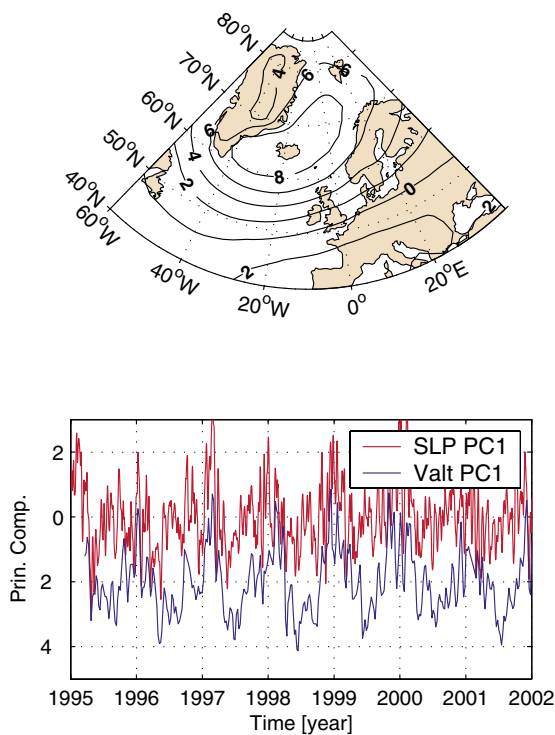 80°N
70°N
60°N
50°N
40°N
60°W
40°W
20°W
0°
20°E
4
6
6
6
4
2
8
0
2
2
SLP PC1
Valt PC1
Prin. Comp.
2
0
2
4
1995 1996 1997 1998 1999 2000 2001 2002
Time [year]